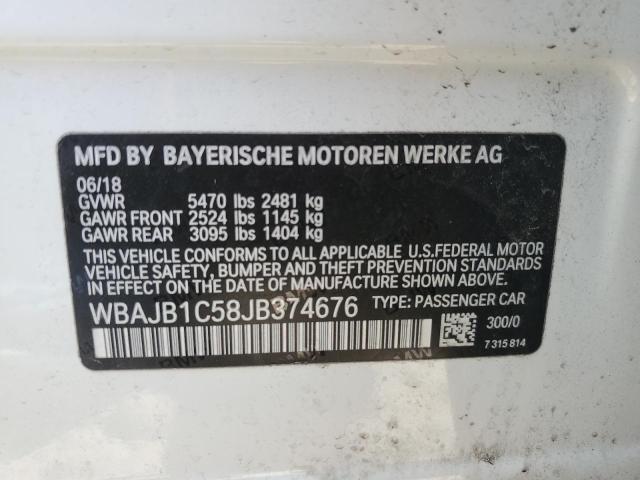 MFD BY BAYERISCHE MOTOREN WERKE AG
06/18
GVWR 5470 lbs 2481 kg
GAWR FRONT 2524 lbs 1145 kg
GAWR REAR 3095 lbs 1404 kg
THIS VEHICLE CONFORMS TO ALL APPLICABLE U.S.FEDERAL MOTOR
VEHICLE SAFETY, BUMPER, AND THEFT PREVENTION STANDARDS
IN EFFECT ON THE DATE OF MANUFACTURE SHOWN ABOVE.
WBAJB1C58JB374676 TYPE: PASSENGER CAR
300/0
7 315 814